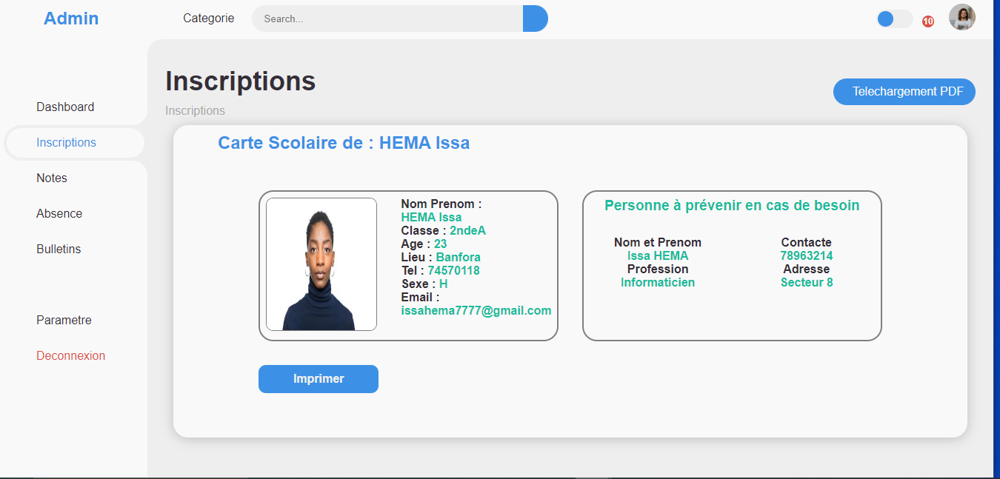 Admin
Categorie
Search...
10
Dashboard
Inscriptions
Notes
Absence
Bulletins
Parametre
Deconnexion
Inscriptions
Inscriptions
Telechargement PDF
Carte Scolaire de : HEMA Issa
Nom Prenom :
HEMA Issa
Classe : 2ndeA
Age : 23
Lieu : Banfora
Tel : 74570118
Sexe : H
Email :
issahema7777@gmail.com
Personne à prévenir en cas de besoin
Nom et Prenom
Issa HEMA
Profession
Informaticien
Contacte
78963214
Adresse
Secteur 8
Imprimer